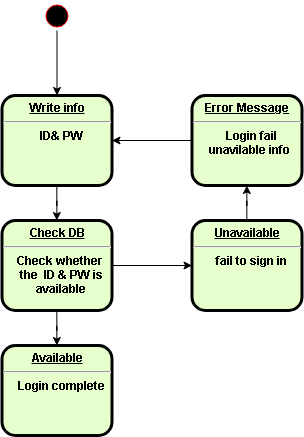 Write info
ID& PW
Error Message
Login fail
unavilable info
Check DB
Check whether
the ID & PW is
available
Unavailable
fail to sign in
Available
Login complete